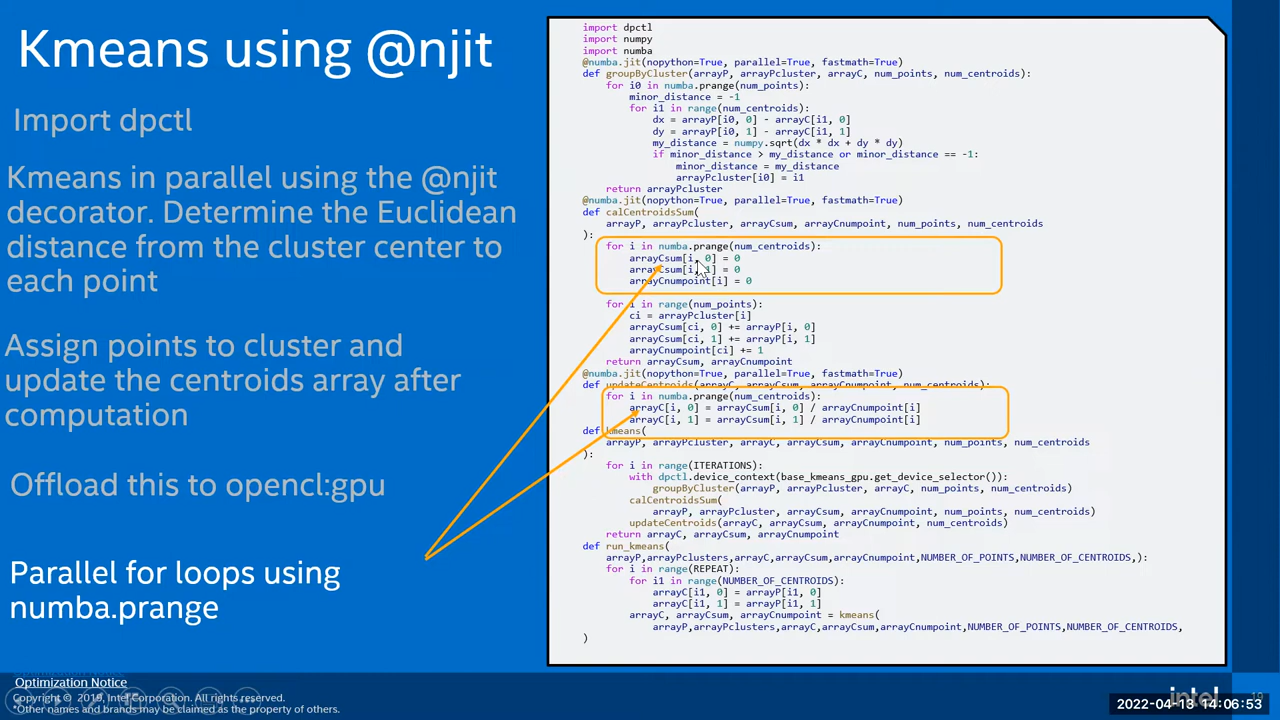 Kmeans using @njit
Import dpctl
Kmeans in parallel using the @njit
decorator. Determine the Euclidean
distance from the cluster center to
each point
Assign points to cluster and
update the centroids array after
computation
Offload this to opencl:gpu
Parallel for loops using
numba.prange
import dpctl
import numpy
import numba
@numba.jit(nopython=True, parallel=True, fastmath=True)
def groupByCluster(arrayP, arrayPcluster, arrayC, num_points, num_centroids):
for i0 in numba.prange(num_points):
minor_distance = -1
for i1 in range(num_centroids):
dx = arrayP[i0, 0] - arrayC[i1, 0]
dy = arrayP[i0, 1] - arrayC[i1, 1]
my_distance = numpy.sqrt(dx * dx + dy * dy)
if minor_distance > my_distance or minor_distance == -1:
minor_distance = my_distance
arrayPcluster[i0] = i1
return arrayPcluster
@numba.jit(nopython=True, parallel=True, fastmath=True)
def calCentroidsSum(
arrayP, arrayPcluster, arrayCsum, arrayCnumpoint, num_points, num_centroids
):
for i in numba.prange(num_centroids):
arrayCsum[i, 0] = 0
arrayCsum[i, 1] = 0
arrayCnumpoint[i] = 0
for i in range(num_points):
ci = arrayPcluster[i]
arrayCsum[ci, 0] += arrayP[i, 0]
arrayCsum[ci, 1] += arrayP[i, 1]
arrayCnumpoint[ci] += 1
return arrayCsum, arrayCnumpoint
@numba.jit(nopython=True, parallel=True, fastmath=True)
def updateCentroids(arrayC, arrayCsum, arrayCnumpoint, num_centroids):
for i in numba.prange(num_centroids):
arrayC[i, 0] = arrayCsum[i, 0] / arrayCnumpoint[i]
arrayC[i, 1] = arrayCsum[i, 1] / arrayCnumpoint[i]
def kmeans(
arrayP, arrayPcluster, arrayC, arrayCsum, arrayCnumpoint, num_points, num_centroids
):
for i in range(ITERATIONS):
with dpctl.device_context(base_kmeans_gpu.get_device_selector()):
groupByCluster(arrayP, arrayPcluster, arrayC, num_points, num_centroids)
calCentroidsSum(
arrayP, arrayPcluster, arrayCsum, arrayCnumpoint, num_points, num_centroids)
updateCentroids(arrayC, arrayCsum, arrayCnumpoint, num_centroids)
return arrayC, arrayCsum, arrayCnumpoint
def run_kmeans(
arrayP,arrayPclusters,arrayC,arrayCsum,arrayCnumpoint,NUMBER_OF_POINTS,NUMBER_OF_CENTROIDS,):
for i in range(REPEAT):
for i1 in range(NUMBER_OF_CENTROIDS):
arrayC[i1, 0] = arrayP[i1, 0]
arrayC[i1, 1] = arrayP[i1, 1]
arrayC, arrayCsum, arrayCnumpoint = kmeans(
arrayP,arrayPclusters,arrayC,arrayCsum,arrayCnumpoint,NUMBER_OF_POINTS,NUMBER_OF_CENTROIDS,
)
Optimization Notice
Copyright © 2019, Intel Corporation. All rights reserved.
*Other names and brands may be claimed as the property of others.
intel
2022-04-13 14:06:53